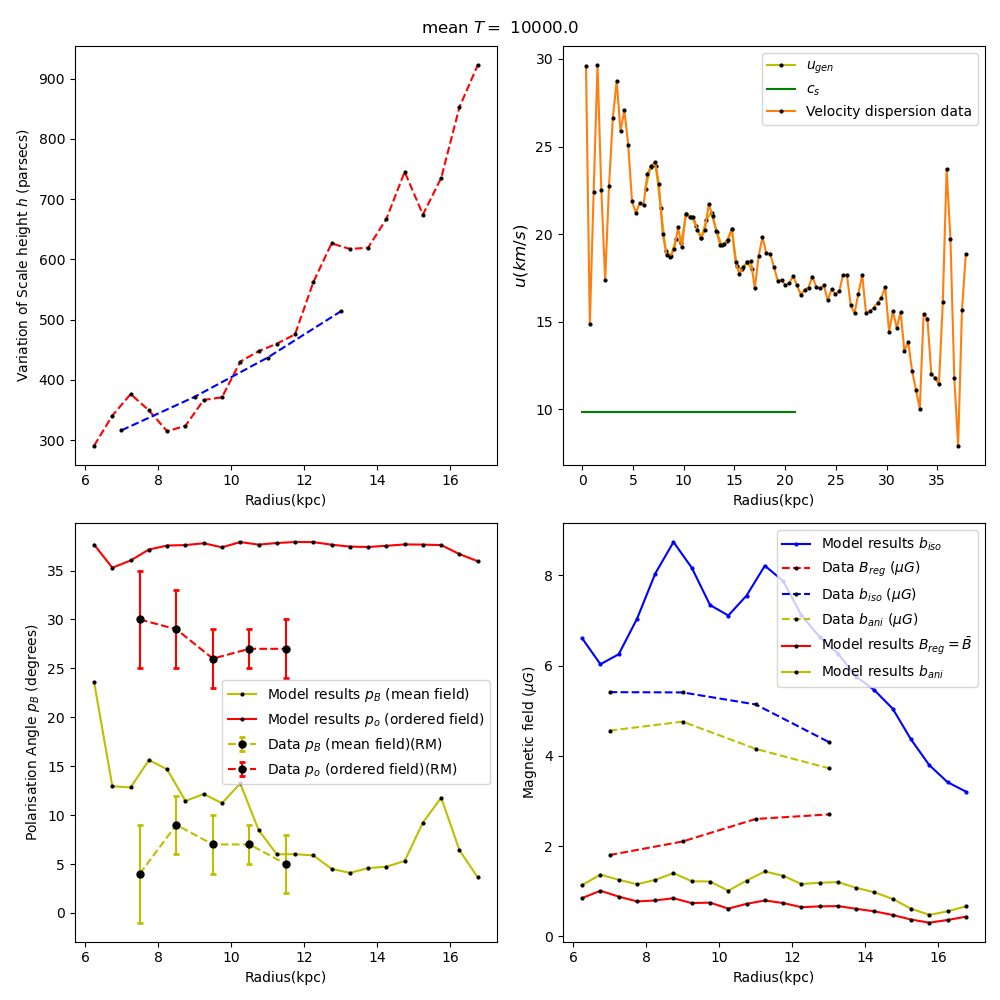 mean T = 10000.0
Variation of Scale height h (parsecs)
900
800
700
600
500
400
300
6 8 10 12 14 16
Radius(kpc)
u(km/s)
30
25
20
15
10
0 5 10 15 20 25 30 35
Radius(kpc)
u_gen
c_s
Velocity dispersion data
Polarisation Angle p_B (degrees)
35
30
25
20
15
10
5
0
6 8 10 12 14 16
Radius(kpc)
Model results p_B (mean field)
Model results p_o (ordered field)
Data p_B (mean field)(RM)
Data p_o (ordered field)(RM)
Magnetic field (μG)
8
6
4
2
0
6 8 10 12 14 16
Radius(kpc)
Model results b_iso
Data B_reg (μG)
Data b_iso (μG)
Data b_ani (μG)
Model results B_reg = B̄
Model results b_ani